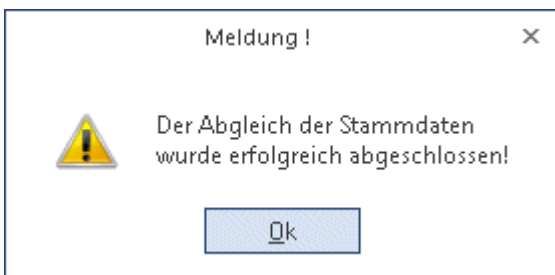 Meldung !
Der Abgleich der Stammdaten
wurde erfolgreich abgeschlossen!
Ok